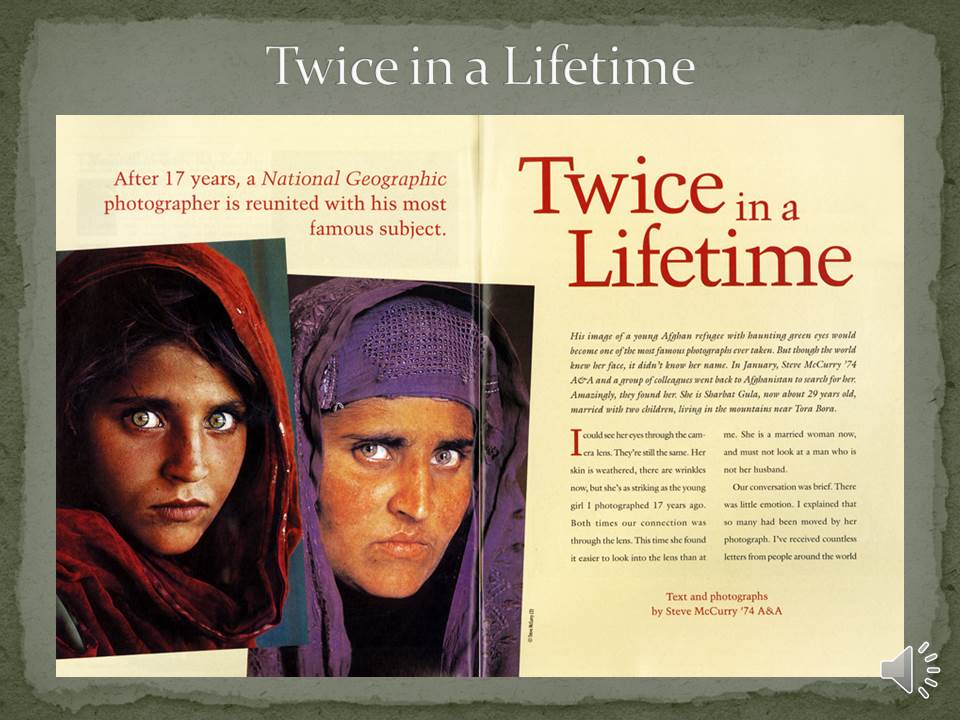 Twice in a Lifetime
After 17 years, a National Geographic
photographer is reunited with his most
famous subject.
Twice in a
Lifetime
His image of a young Afghan refugee with haunting green eyes would
become one of the most famous photographs ever taken. But though the world
knew her face, it didn't know her name. In January, Steve McCurry '74
A&A and a group of colleagues went back to Afghanistan to search for her.
Amazingly, they found her. She is Sharbat Gula, now about 29 years old,
married with two children, living in the mountains near Tora Bora.
I could see her eyes through the cam-
era lens. They're still the same. Her
skin is weathered, there are wrinkles
now, but she's as striking as the young
girl I photographed 17 years ago.
Both times our connection was
through the lens. This time she found
it easier to look into the lens than at
me. She is a married woman now,
and must not look at a man who is
not her husband.
Our conversation was brief. There
was little emotion. I explained that
so many had been moved by her
photograph. I've received countless
letters from people around the world
Text and photographs
by Steve McCurry '74 A&A
© Steve McCurry (2)